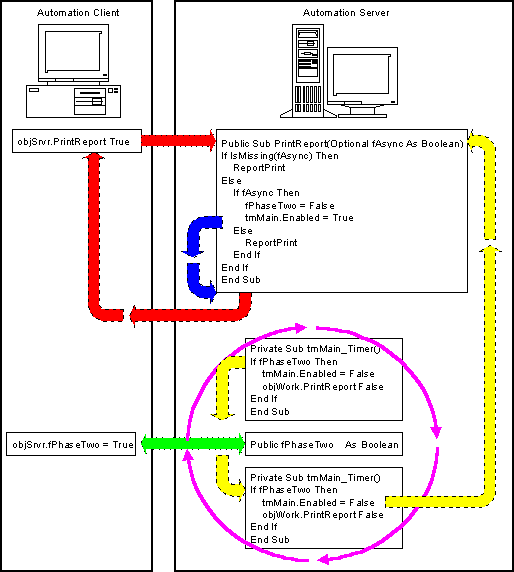 Automation Client
Automation Server
objSrvr.PrintReport True
Public Sub PrintReport(Optional fAsync As Boolean)
If IsMissing(fAsync) Then
ReportPrint
Else
If fAsync Then
fPhaseTwo = False
tmMain.Enabled = True
Else
ReportPrint
End If
End If
End Sub
Private Sub tmMain_Timer()
If fPhaseTwo Then
tmMain.Enabled = False
objWork.PrintReport False
End If
End Sub
objSrvr.fPhaseTwo = True
Public fPhaseTwo As Boolean
Private Sub tmMain_Timer()
If fPhaseTwo Then
tmMain.Enabled = False
objWork.PrintReport False
End If
End Sub